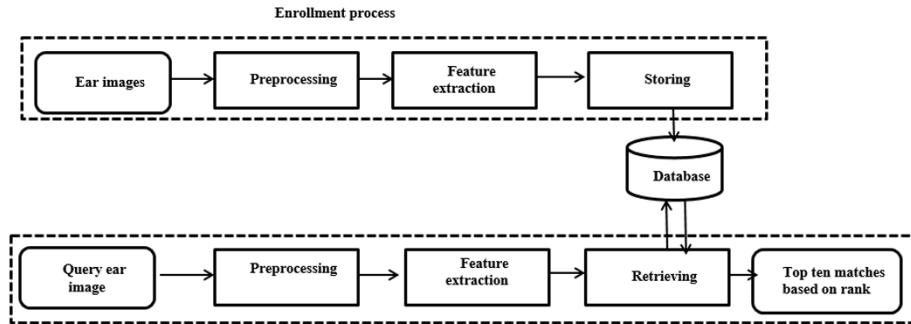 Enrollment process
Ear images
Preprocessing
Feature
extraction
Storing
Database
Query ear
image
Preprocessing
Feature
extraction
Retrieving
Top ten matches
based on rank